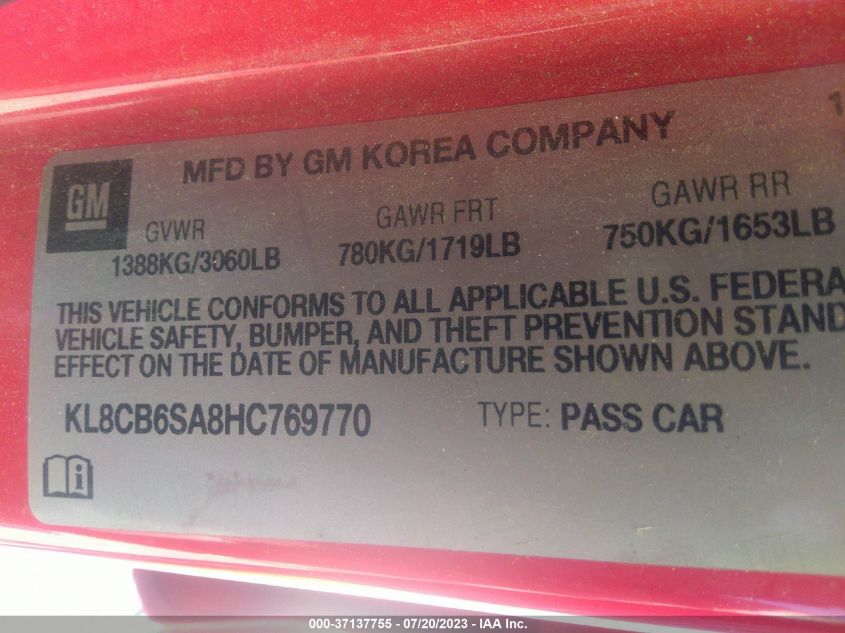 1
MFD BY GM KOREA COMPANY
GM
GVWR GAWR FRT GAWR RR
1388KG/3060LB 780KG/1719LB 750KG/1653LB
THIS VEHICLE CONFORMS TO ALL APPLICABLE U.S. FEDERA
VEHICLE SAFETY, BUMPER, AND THEFT PREVENTION STAND
EFFECT ON THE DATE OF MANUFACTURE SHOWN ABOVE.
KL8CB6SA8HC769770 TYPE: PASS CAR
i
000-37137755 / 07/20/2023 - IAA Inc.